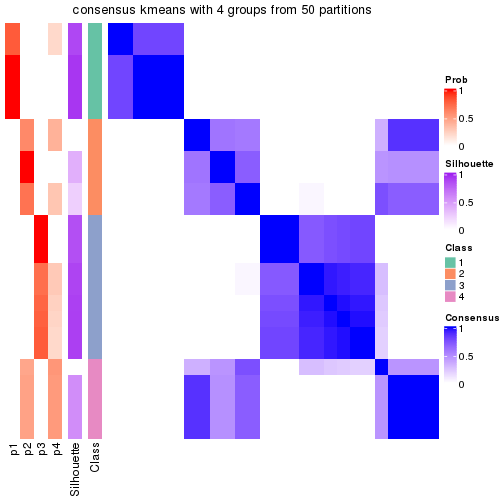 consensus kmeans with 4 groups from 50 partitions
Prob
1
0.5
0
Silhouette
1
0.5
0
Class
1
2
3
4
Consensus
1
0.5
0
p1
p2
p3
p4
Silhouette
Class